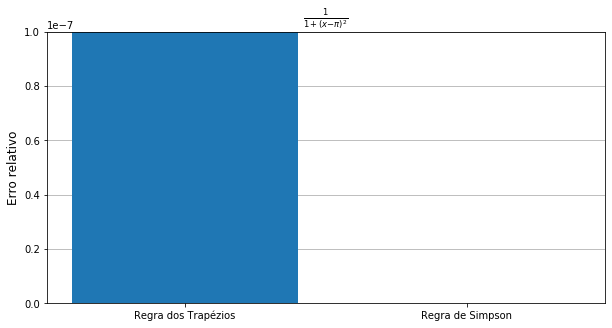 1/(1+(x−π)²)
1e−7
1.0
0.8
0.6
0.4
0.2
0.0
Erro relativo
Regra dos Trapézios Regra de Simpson